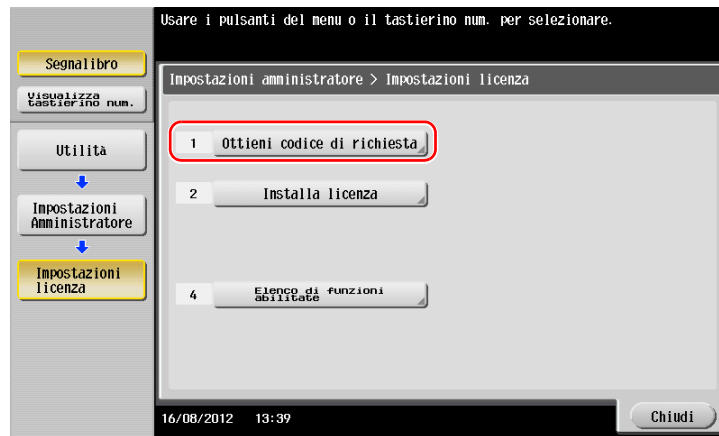 Usare i pulsanti del menu o il tastierino num. per selezionare.
Segnalibro
Visualizza
tastierino num.
Utilità
Impostazioni
Amministratore
Impostazioni
licenza
Impostazioni amministratore > Impostazioni licenza
1 Ottieni codice di richiesta
2 Installa licenza
4 Elenco di funzioni
abilitate
16/08/2012 13:39
Chiudi